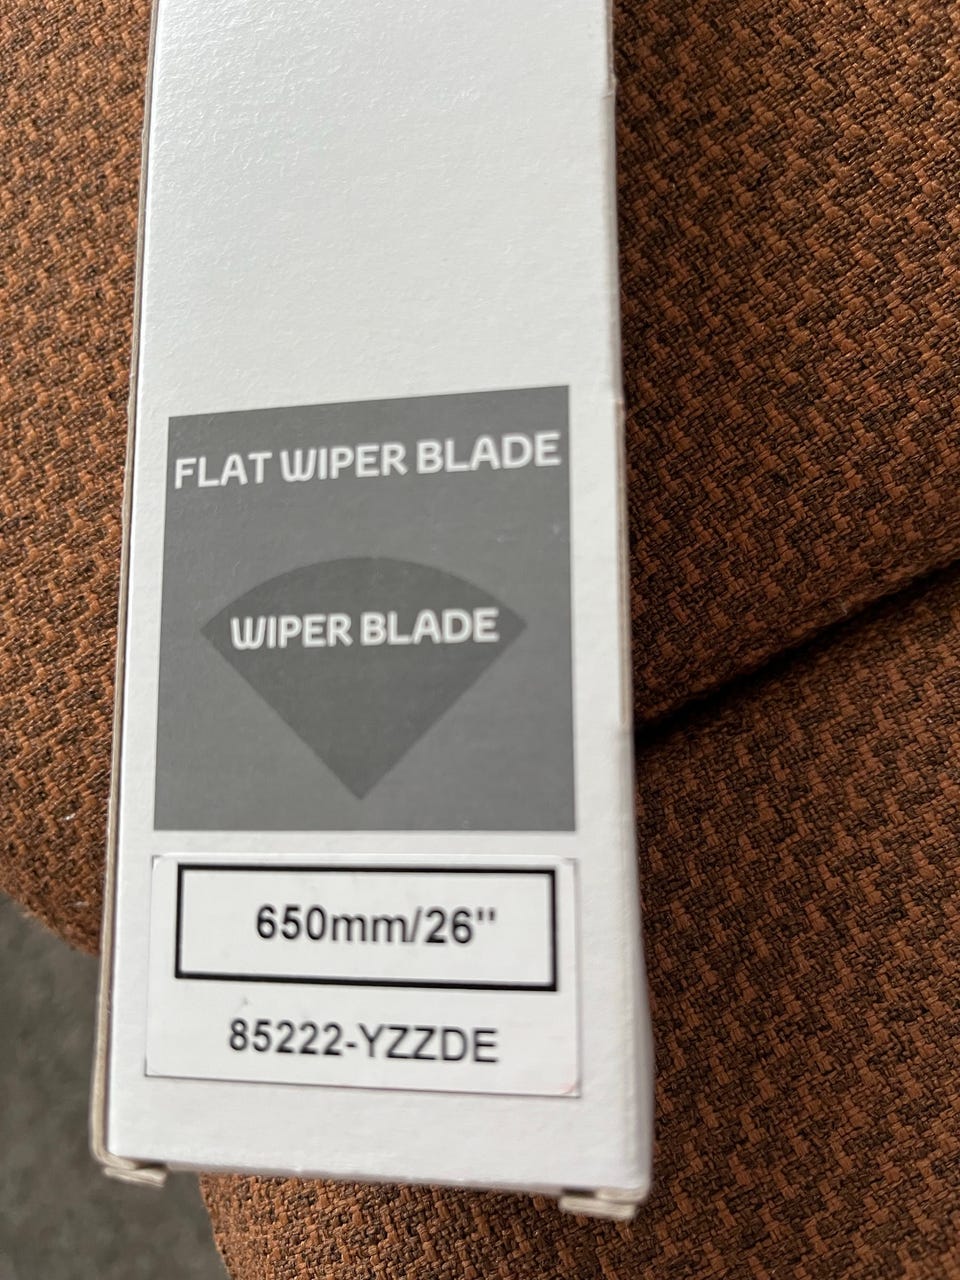 FLAT WIPER BLADE
WIPER BLADE
650mm/26"
85222-YZZDE